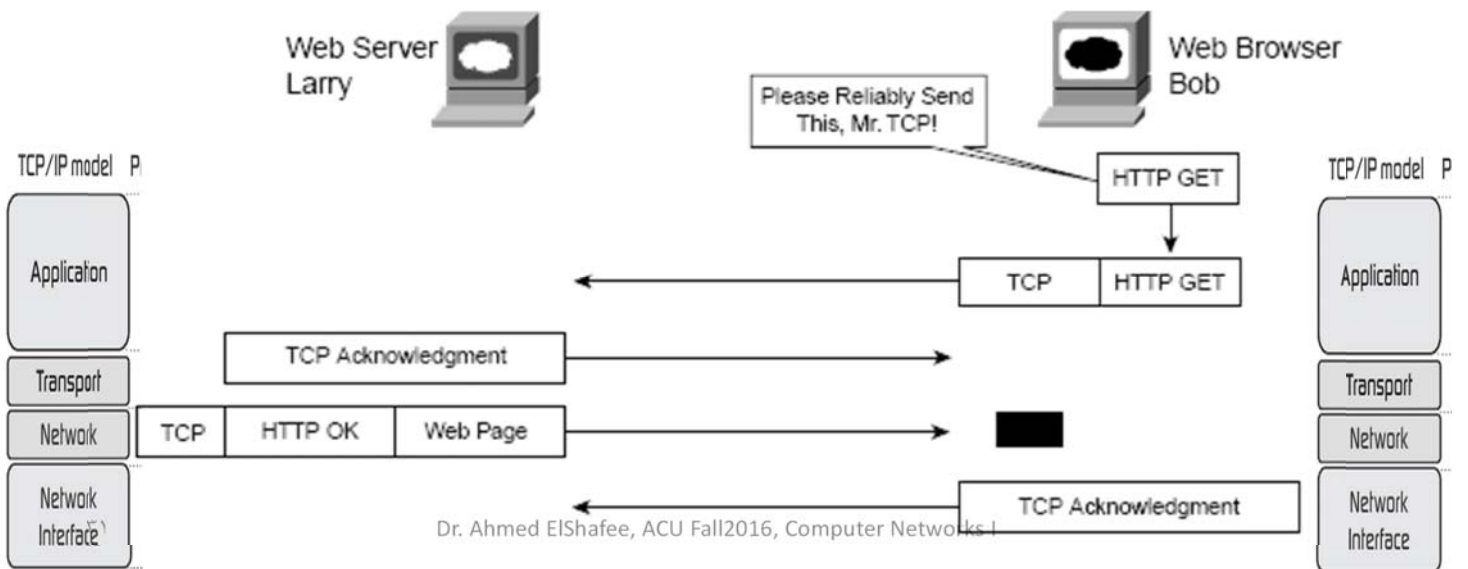 Web Server
Larry
Web Browser
Bob
Please Reliably Send
This, Mr. TCP!
TCP/IP model P
HTTP GET
TCP/IP model P
Application
TCP HTTP GET
Application
TCP Acknowledgment
Transport
Transport
Network
TCP HTTP OK Web Page
Network
Network
Interface
TCP Acknowledgment
Network
Interface
Dr. Ahmed ElShafee, ACU Fall2016, Computer Networks I